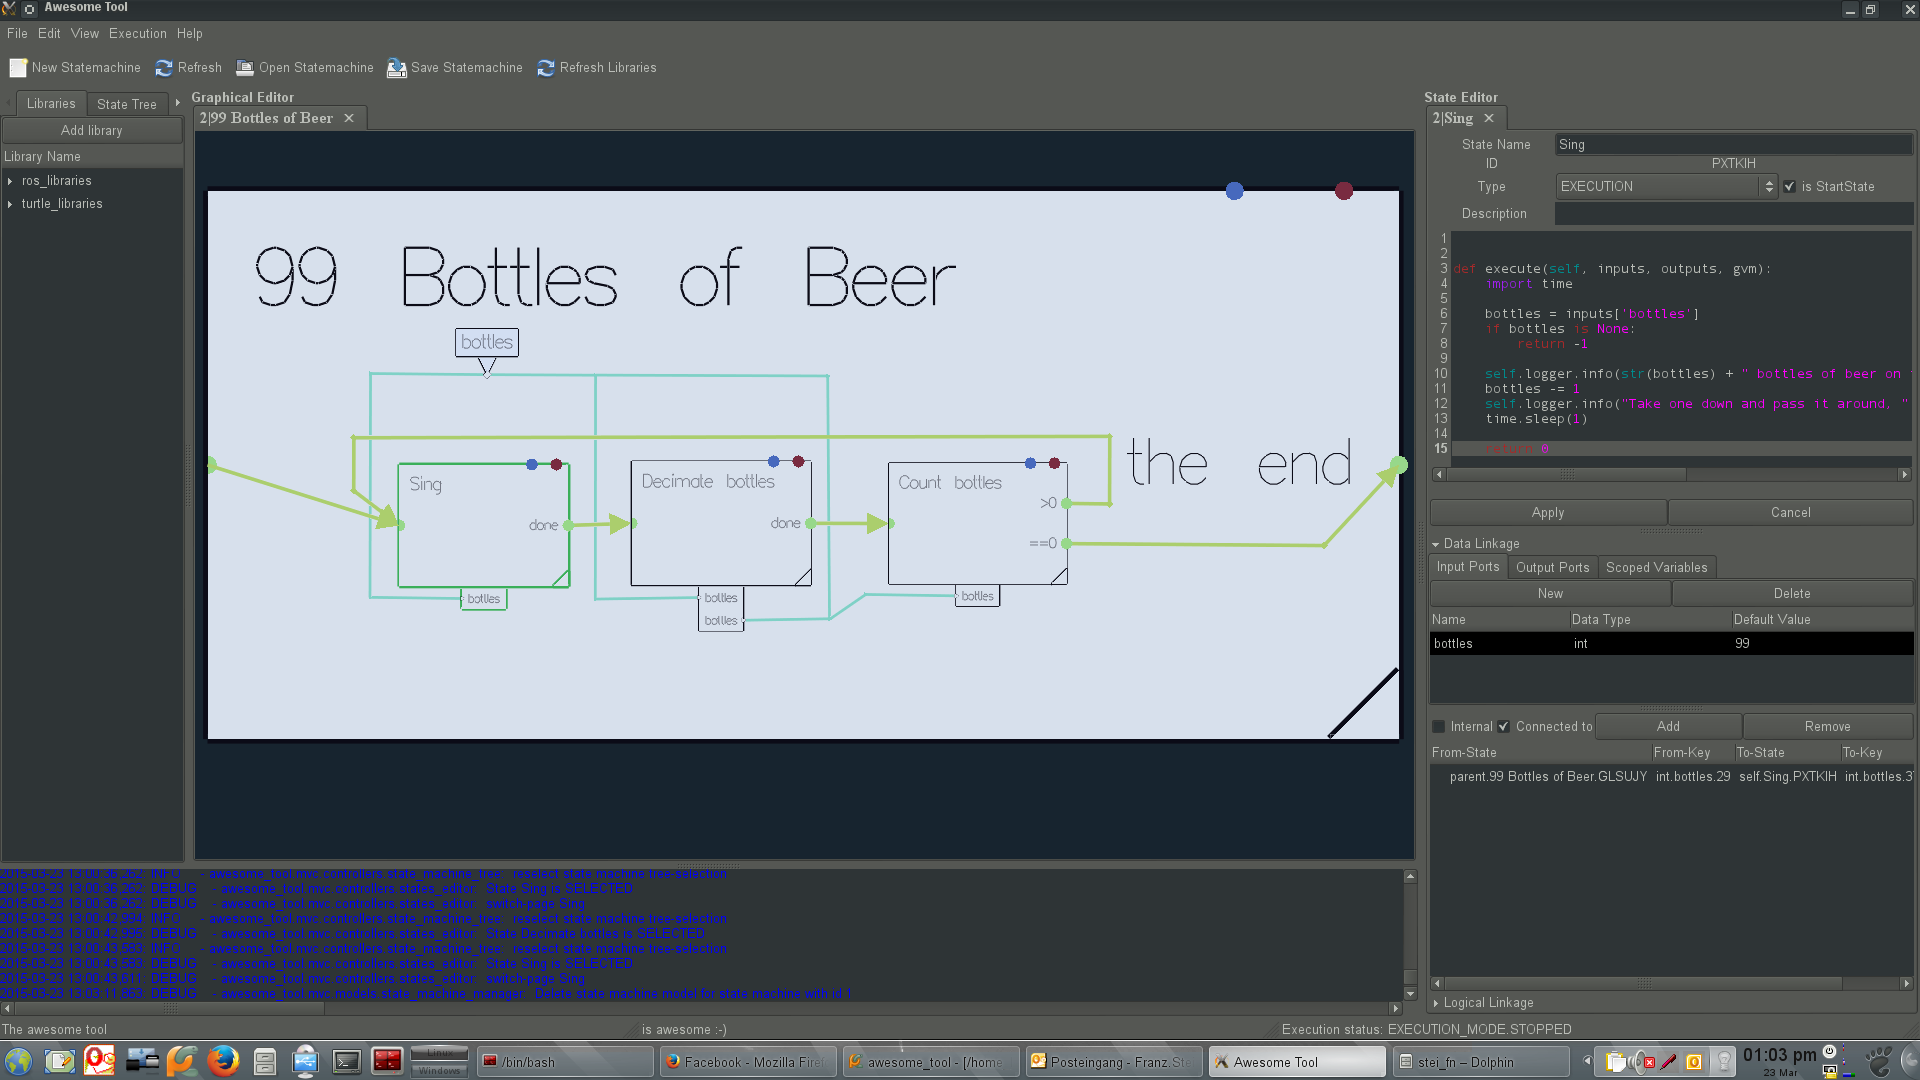 Awesome Tool
File Edit View Execution Help
New Statemachine Refresh Open Statemachine Save Statemachine Refresh Libraries
Libraries State Tree
Add library
Library Name
ros_libraries
turtle_libraries
Graphical Editor
2|99 Bottles of Beer
99 Bottles of Beer
bottles
the end
Sing
done
bottles
Decimate bottles
done
bottles
bottles
Count bottles
>0
==0
bottles
State Editor
2|Sing
State Name Sing
ID PXTKIH
Type EXECUTION is StartState
Description
1
2
3 def execute(self, inputs, outputs, gvm):
4 import time
5
6 bottles = inputs['bottles']
7 if bottles is None:
8 return -1
9
10 self.logger.info(str(bottles) + " bottles of beer on
11 bottles -= 1
12 self.logger.info("Take one down and pass it around, "
13 time.sleep(1)
14
15 return 0
Apply Cancel
Data Linkage
Input Ports Output Ports Scoped Variables
New Delete
Name Data Type Default Value
bottles int 99
Internal Connected to Add Remove
From-State From-Key To-State To-Key
parent.99 Bottles of Beer.GLSUJY int.bottles.29 self.Sing.PXTKIH int.bottles.3
Logical Linkage
2015-03-23 13:00:36,262: INFO - awesome_tool.mvc.controllers.state_machine_tree: reselect state machine tree-selection
2015-03-23 13:00:36,262: DEBUG - awesome_tool.mvc.controllers.states_editor: State Sing is SELECTED
2015-03-23 13:00:36,262: DEBUG - awesome_tool.mvc.controllers.states_editor: switch-page Sing
2015-03-23 13:00:42,994: INFO - awesome_tool.mvc.controllers.state_machine_tree: reselect state machine tree-selection
2015-03-23 13:00:42,995: DEBUG - awesome_tool.mvc.controllers.states_editor: State Decimate bottles is SELECTED
2015-03-23 13:00:43,583: INFO - awesome_tool.mvc.controllers.state_machine_tree: reselect state machine tree-selection
2015-03-23 13:00:43,583: DEBUG - awesome_tool.mvc.controllers.states_editor: State Sing is SELECTED
2015-03-23 13:00:43,611: DEBUG - awesome_tool.mvc.controllers.states_editor: switch-page Sing
2015-03-23 13:03:11,863: DEBUG - awesome_tool.mvc.models.state_machine_manager: Delete state machine model for state machine with id 1
The awesome tool is awesome :-) Execution status: EXECUTION_MODE.STOPPED
Linux
Windows
/bin/bash Facebook - Mozilla Firef awesome_tool - [/home Posteingang - Franz.Ste Awesome Tool stei_fn – Dolphin
01:03 pm
23 Mar